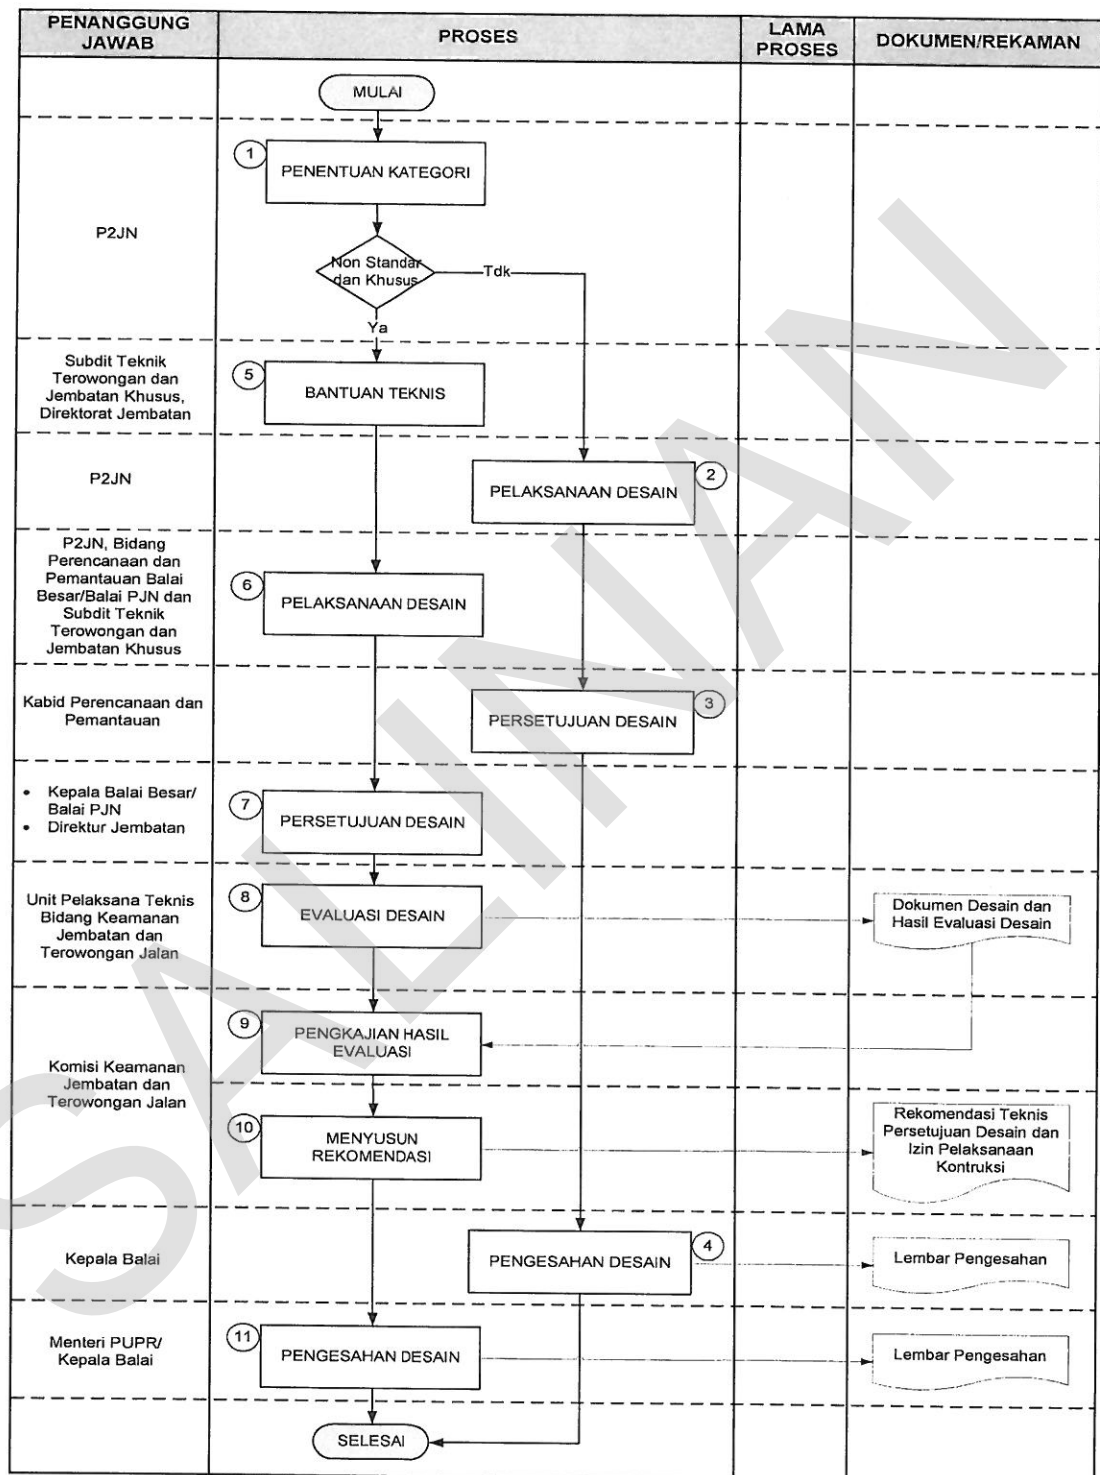 PENANGGUNG
JAWAB
PROSES
LAMA
PROSES
DOKUMEN/REKAMAN
MULAI
1
PENENTUAN KATEGORI
P2JN
Non Standar
dan Khusus
Tdk
Ya
Subdit Teknik
Terowongan dan
Jembatan Khusus,
Direktorat Jembatan
5
BANTUAN TEKNIS
P2JN
PELAKSANAAN DESAIN
2
P2JN, Bidang
Perencanaan dan
Pemantauan Balai
Besar/Balai PJN dan
Subdit Teknik
Terowongan dan
Jembatan Khusus
6
PELAKSANAAN DESAIN
Kabid Perencanaan dan
Pemantauan
PERSETUJUAN DESAIN
3
• Kepala Balai Besar/
Balai PJN
• Direktur Jembatan
7
PERSETUJUAN DESAIN
Unit Pelaksana Teknis
Bidang Keamanan
Jembatan dan
Terowongan Jalan
8
EVALUASI DESAIN
Dokumen Desain dan
Hasil Evaluasi Desain
Komisi Keamanan
Jembatan dan
Terowongan Jalan
9
PENGKAJIAN HASIL
EVALUASI
10
MENYUSUN
REKOMENDASI
Rekomendasi Teknis
Persetujuan Desain dan
Izin Pelaksanaan
Kontruksi
Kepala Balai
PENGESAHAN DESAIN
4
Lembar Pengesahan
Menteri PUPR/
Kepala Balai
11
PENGESAHAN DESAIN
Lembar Pengesahan
SELESAI
SALINAN